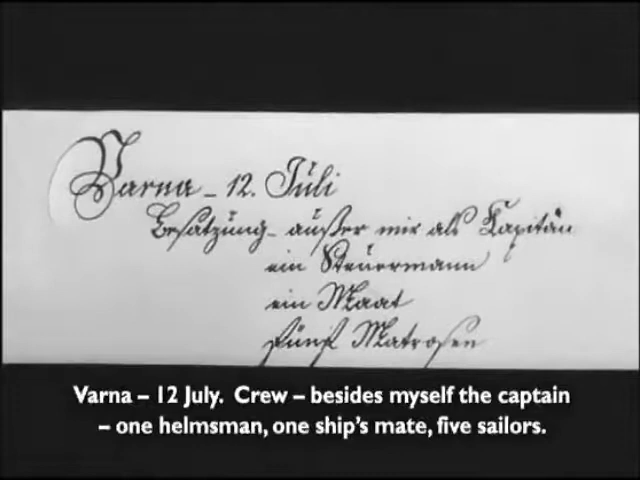 Varna – 12. Juli
Besatzung – außer mir als Kapitän
ein Steuermann
ein Maat
fünf Matrosen
Varna – 12 July. Crew – besides myself the captain
– one helmsman, one ship's mate, five sailors.